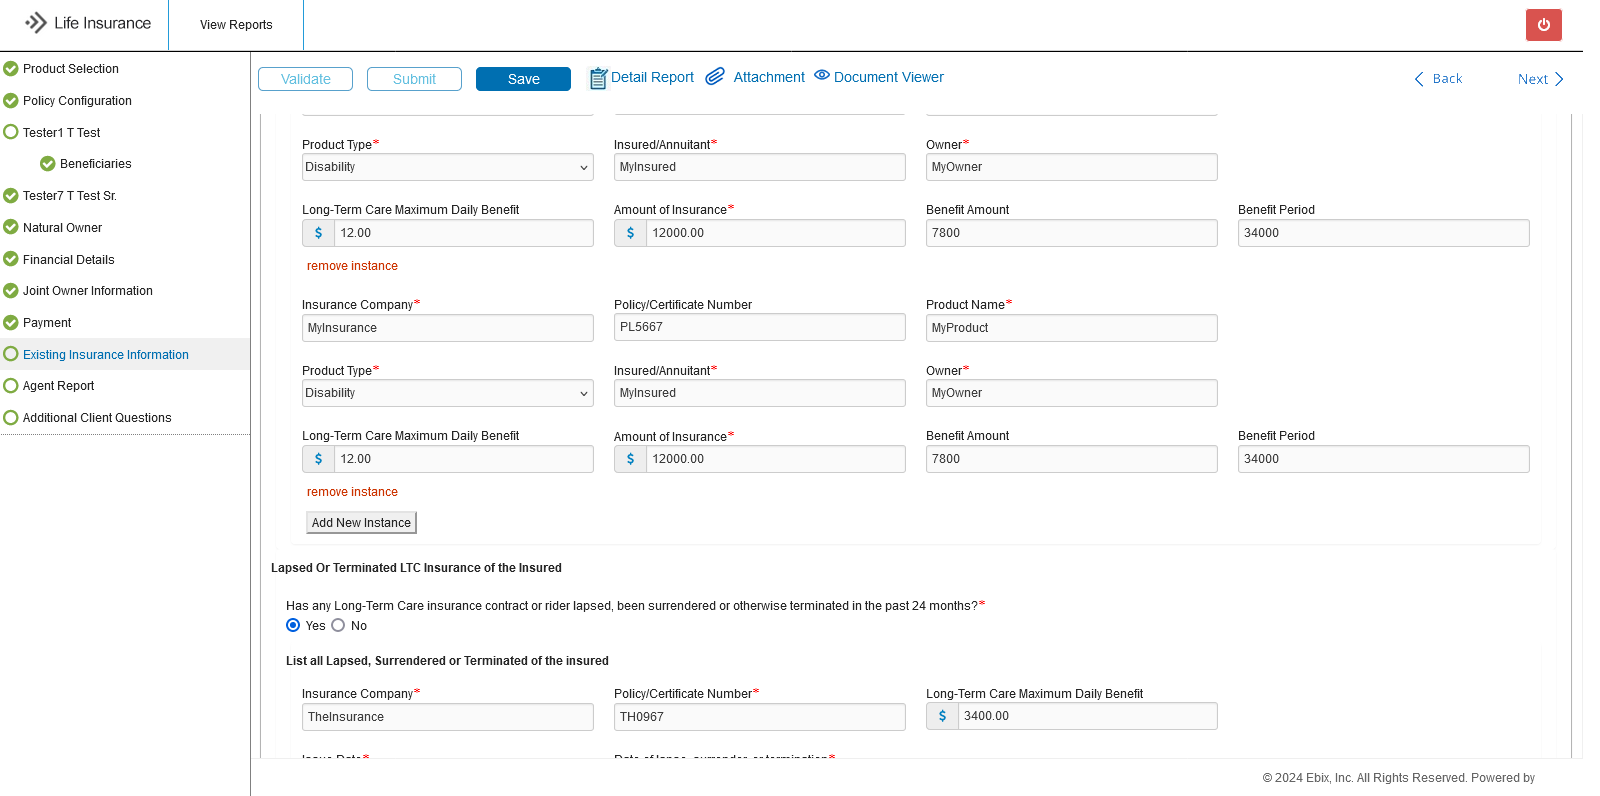 Life Insurance
View Reports
Product Selection
Policy Configuration
Tester1 T Test
Beneficiaries
Tester7 T Test Sr.
Natural Owner
Financial Details
Joint Owner Information
Payment
Existing Insurance Information
Agent Report
Additional Client Questions
Validate Submit Save Detail Report Attachment Document Viewer Back Next
Product Type* Insured/Annuitant* Owner*
Disability MyInsured MyOwner
Long-Term Care Maximum Daily Benefit Amount of Insurance* Benefit Amount Benefit Period
$ 12.00 $ 12000.00 7800 34000
remove instance
Insurance Company* Policy/Certificate Number Product Name*
MyInsurance PL5667 MyProduct
Product Type* Insured/Annuitant* Owner*
Disability MyInsured MyOwner
Long-Term Care Maximum Daily Benefit Amount of Insurance* Benefit Amount Benefit Period
$ 12.00 $ 12000.00 7800 34000
remove instance
Add New Instance
Lapsed Or Terminated LTC Insurance of the Insured
Has any Long-Term Care insurance contract or rider lapsed, been surrendered or otherwise terminated in the past 24 months?*
Yes No
List all Lapsed, Surrendered or Terminated of the insured
Insurance Company* Policy/Certificate Number* Long-Term Care Maximum Daily Benefit
TheInsurance TH0967 $ 3400.00
Issue Date* Date of lapse, surrender, or termination*
© 2024 Ebix, Inc. All Rights Reserved. Powered by